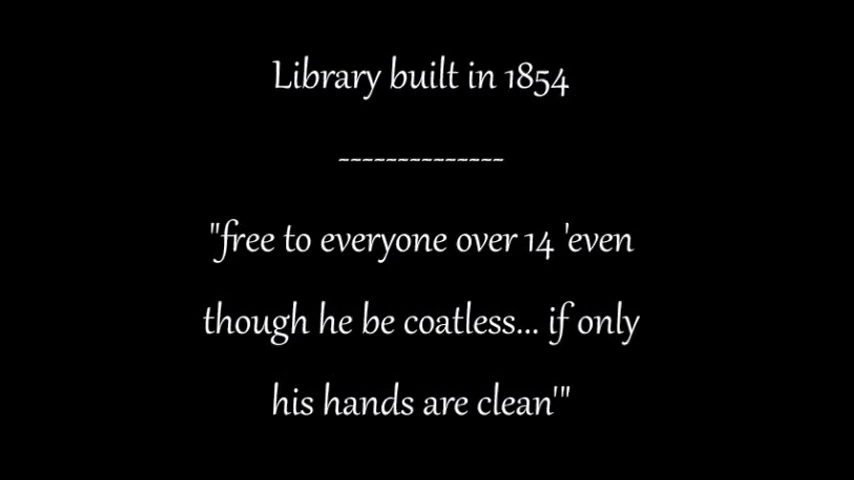 Library built in 1854
--------------
"free to everyone over 14 'even
though he be coatless... if only
his hands are clean'"